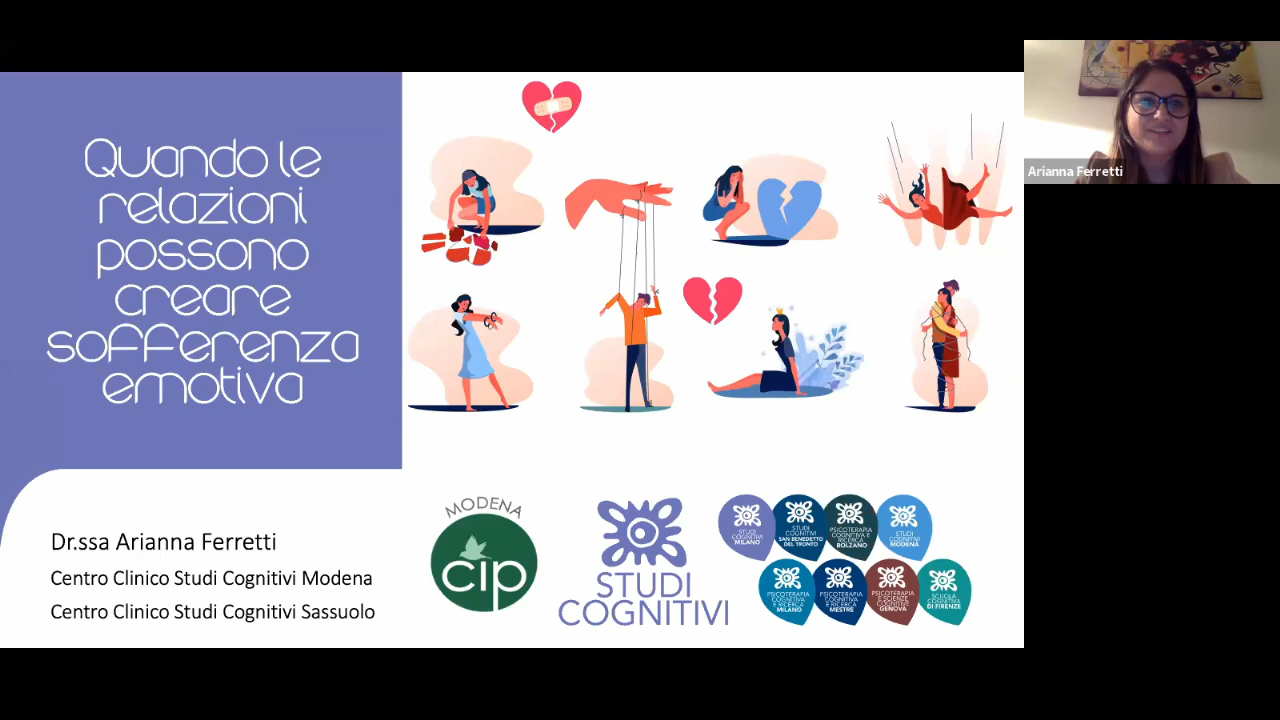 Quando le
relazioni
possono
creare
sofferenza
emotiva
Arianna Ferretti
Dr.ssa Arianna Ferretti
Centro Clinico Studi Cognitivi Modena
Centro Clinico Studi Cognitivi Sassuolo
MODENA
cip
STUDI
COGNITIVI
STUDI
COGNITIVI
MILANO
STUDI
COGNITIVI
SAN BENEDETTO
DEL TRONTO
PSICOTERAPIA
COGNITIVA E
RICERCA
BOLZANO
STUDI
COGNITIVI
MODENA
PSICOTERAPIA
COGNITIVA
E RICERCA
MILANO
PSICOTERAPIA
COGNITIVA
E RICERCA
MESTRE
PSICOTERAPIA
E SCIENZE
COGNITIVE
GENOVA
SCUOLA
COGNITIVA
DI FIRENZE